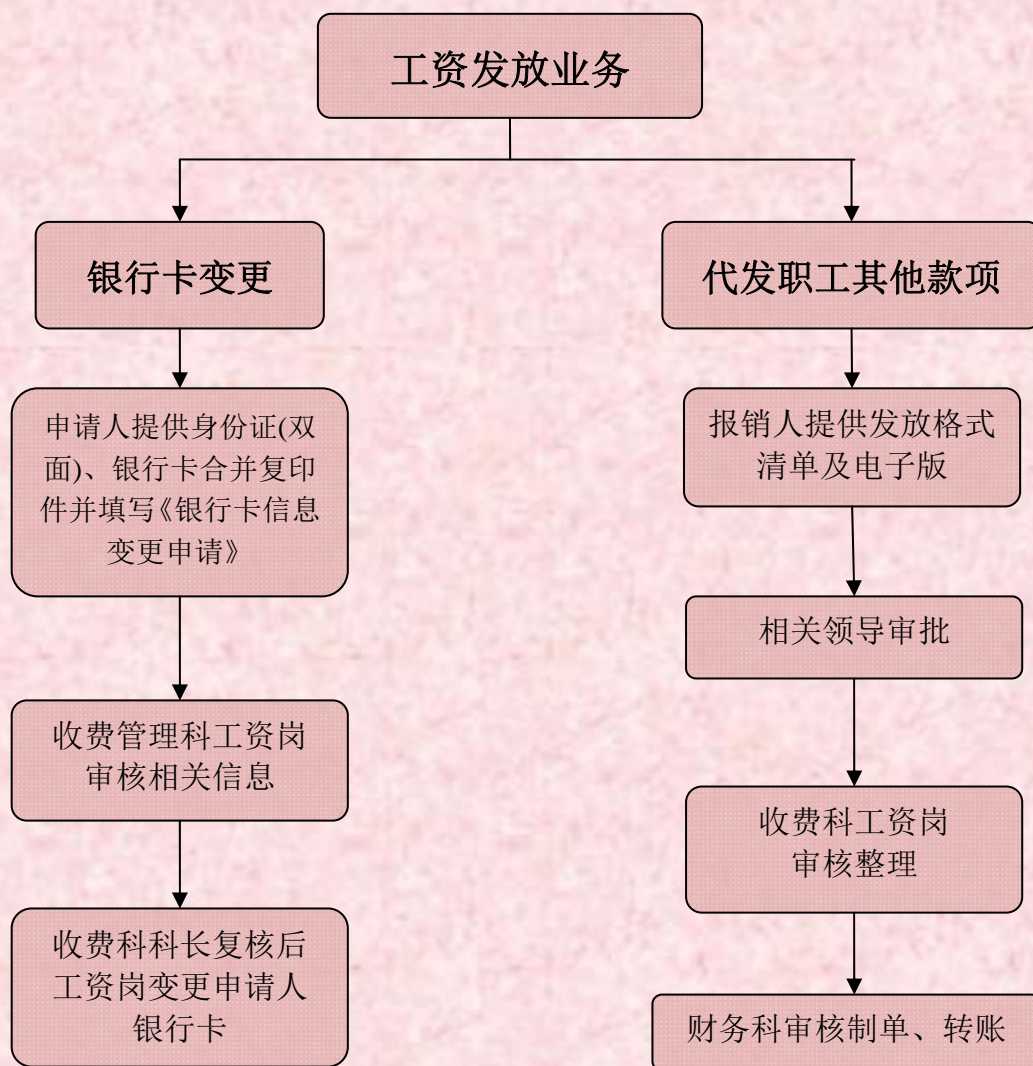 工资发放业务
银行卡变更
申请人提供身份证(双
面)、银行卡合并复印
件并填写《银行卡信息
变更申请》
收费管理科工资岗
审核相关信息
收费科科长复核后
工资岗变更申请人
银行卡
代发职工其他款项
报销人提供发放格式
清单及电子版
相关领导审批
收费科工资岗
审核整理
财务科审核制单、转账